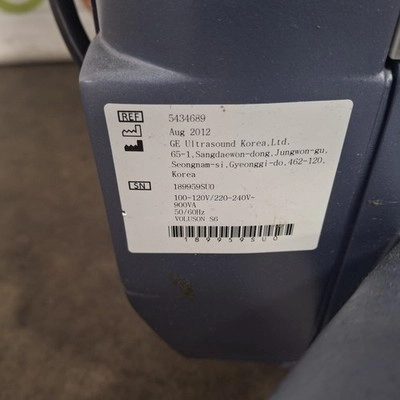 REF 5434689
Aug 2012
GE Ultrasound Korea,Ltd.
65-1,Sangdaewon-dong,Jungwon-gu,
Seongnam-si,Gyeonggi-do,462-120,
Korea
SN 189959SU0
100-120V/220-240V~
900VA
50/60Hz
VOLUSON S6
189959SU0